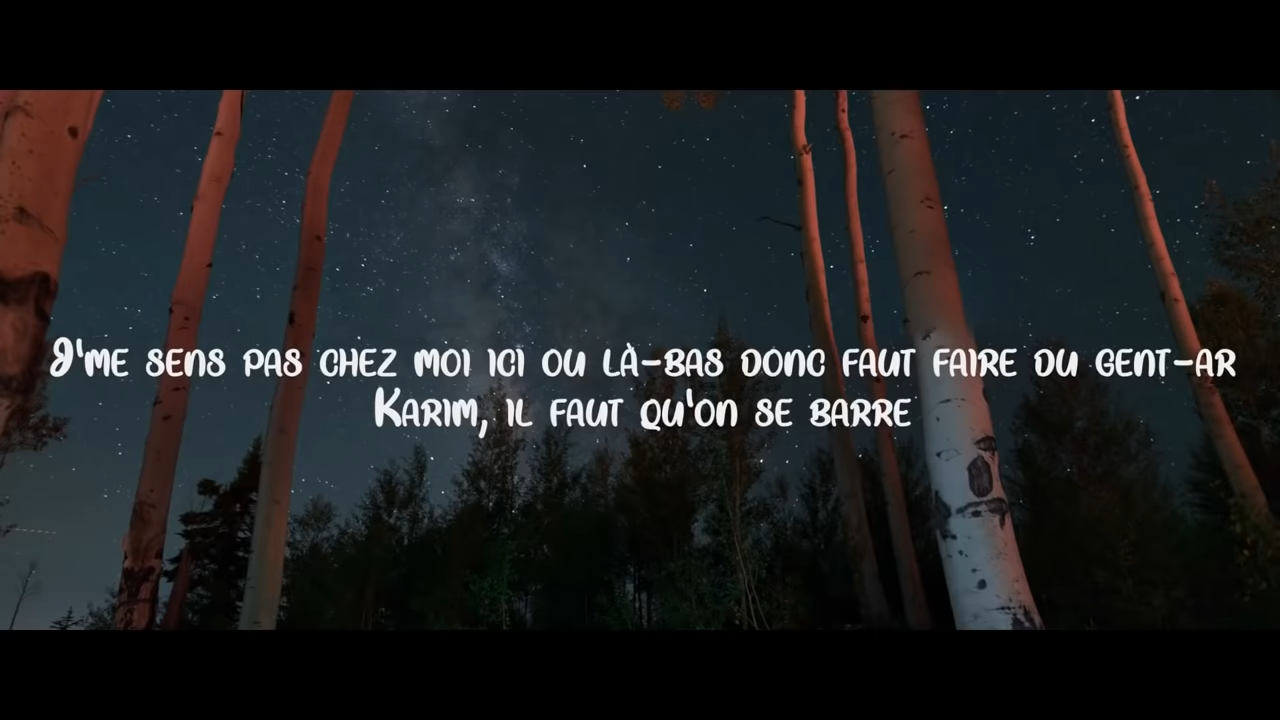 J'me sens pas chez moi ici ou là-bas donc faut faire du gent-ar
Karim, il faut qu'on se barre